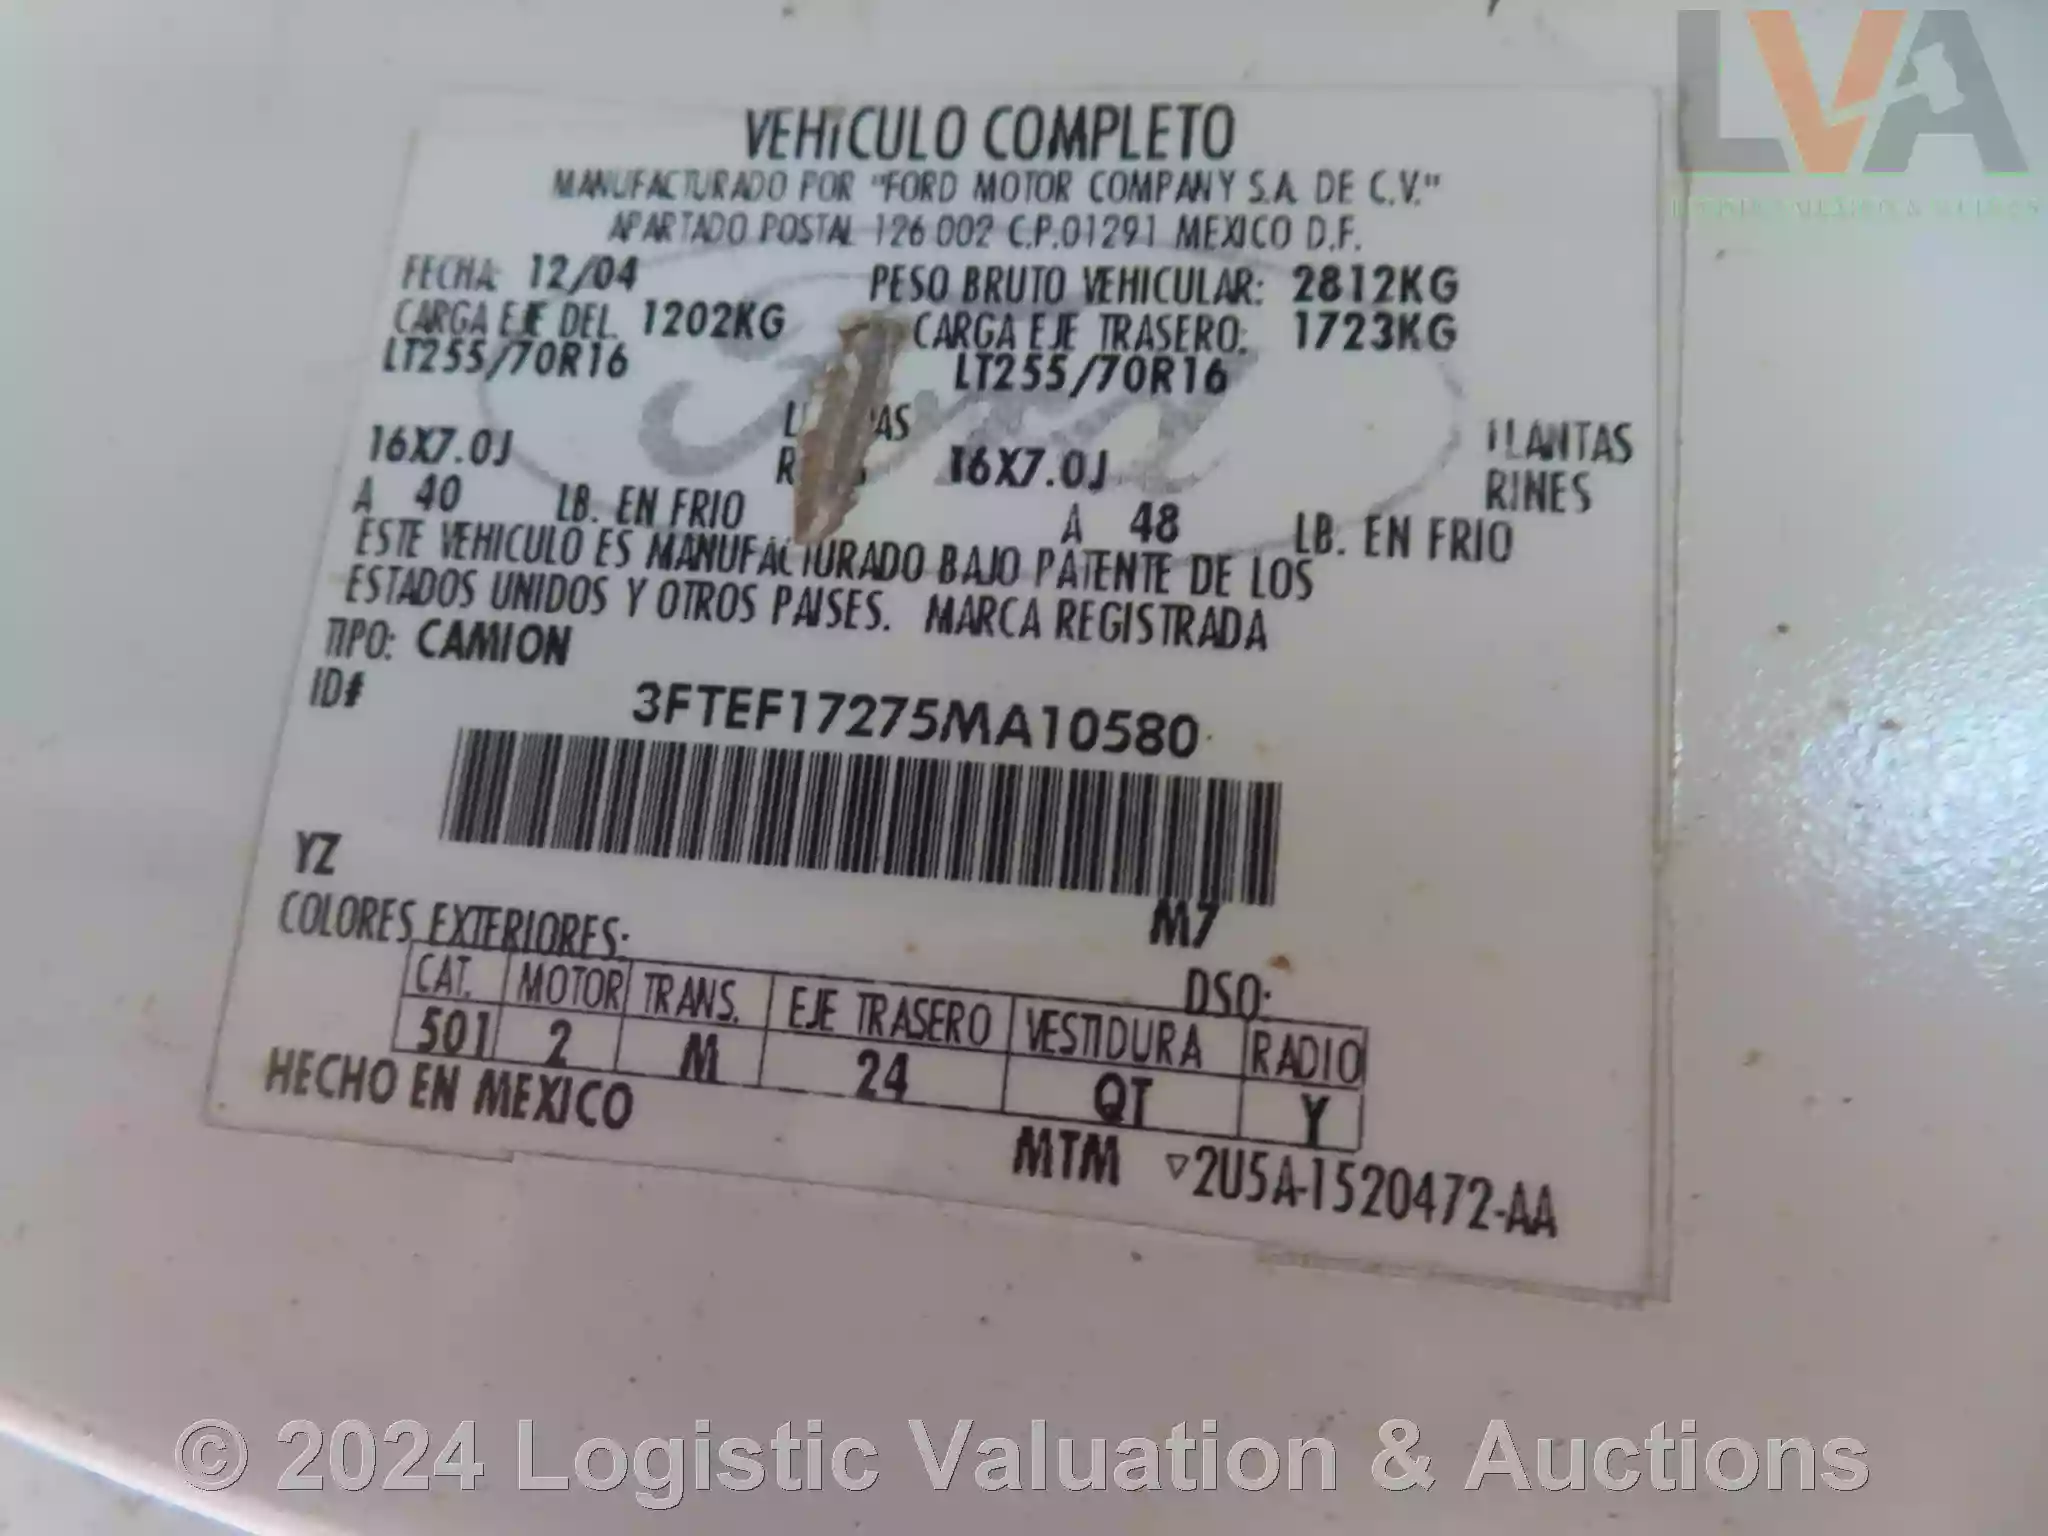 LVA
VEHÍCULO COMPLETO
MANUFACTURADO POR "FORD MOTOR COMPANY S.A. DE C.V."
APARTADO POSTAL 126 002 C.P.01291 MEXICO D.F.
FECHA: 12/04 PESO BRUTO VEHICULAR: 2812KG
CARGA EJE DEL. 1202KG CARGA EJE TRASERO: 1723KG
LT255/70R16 LT255/70R16
LLANTAS
16X7.0J 16X7.0J RINES
A 40 LB. EN FRIO A 48 LB. EN FRIO
ESTE VEHICULO ES MANUFACTURADO BAJO PATENTE DE LOS
ESTADOS UNIDOS Y OTROS PAISES. MARCA REGISTRADA
TIPO: CAMION
ID# 3FTEF17275MA10580
YZ
COLORES EXTERIORES: M7
DSO:
CAT. MOTOR TRANS. EJE TRASERO VESTIDURA RADIO
501 2 M 24 QT Y
HECHO EN MEXICO
MTM ▽2U5A-1520472-AA
© 2024 Logistic Valuation & Auctions